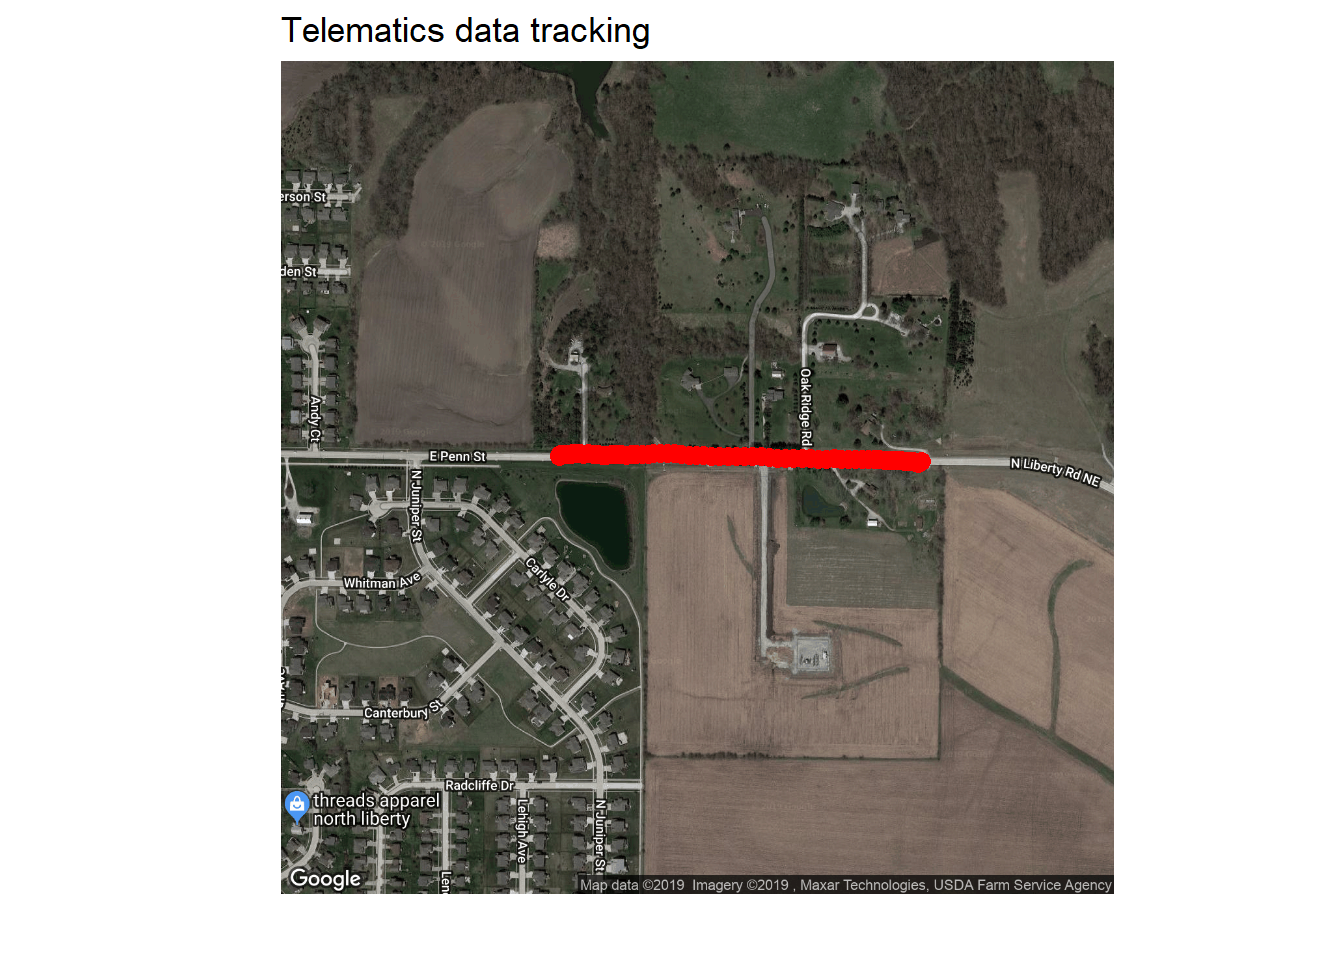 Telematics data tracking
erson St
den St
Andy Ct
E Penn St
Oak Ridge Rd
N Liberty Rd NE
N Juniper St
Whitman Ave
Carlyle Dr
Canterbury St
Radcliffe Dr
threads apparel
north liberty
Lehigh Ave
N Juniper St
Len
Google
Map data ©2019 Imagery ©2019 , Maxar Technologies, USDA Farm Service Agency